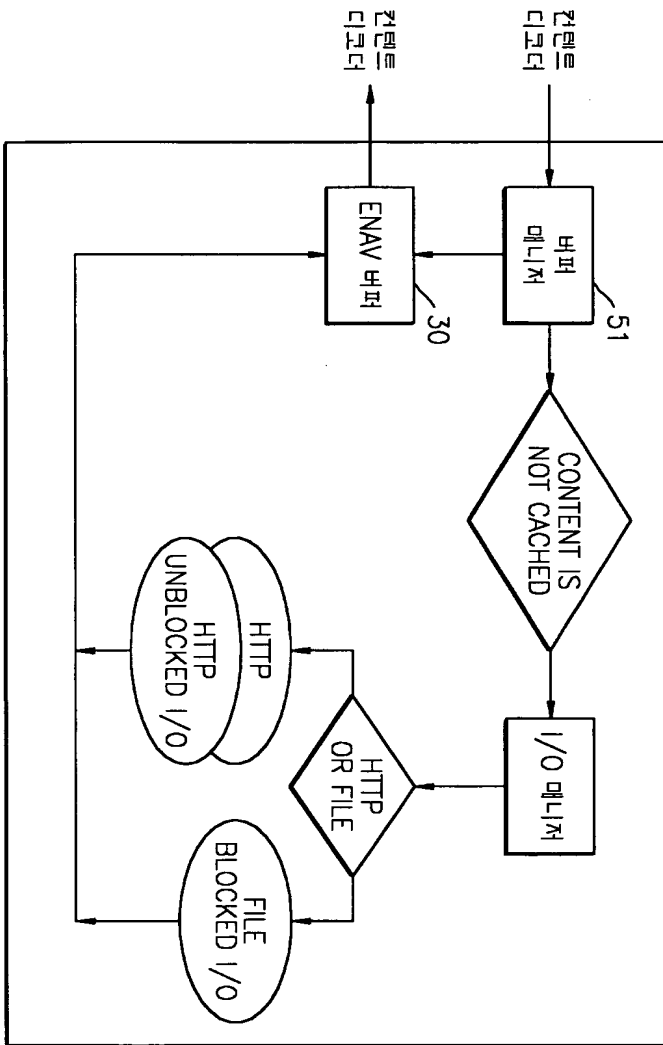 컨텐트
디코더
버퍼
매니저
51
CONTENT IS
NOT CACHED
I/O 매니저
컨텐트
디코더
ENAV 버퍼
30
HTTP
OR FILE
HTTP
HTTP
UNBLOCKED I/O
FILE
BLOCKED I/O